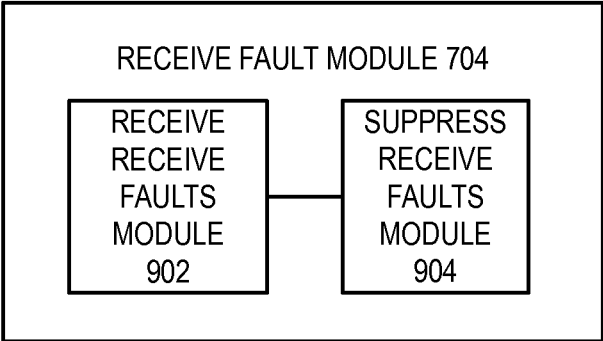 RECEIVE FAULT MODULE 704
RECEIVE
RECEIVE
FAULTS
MODULE
902
SUPPRESS
RECEIVE
FAULTS
MODULE
904